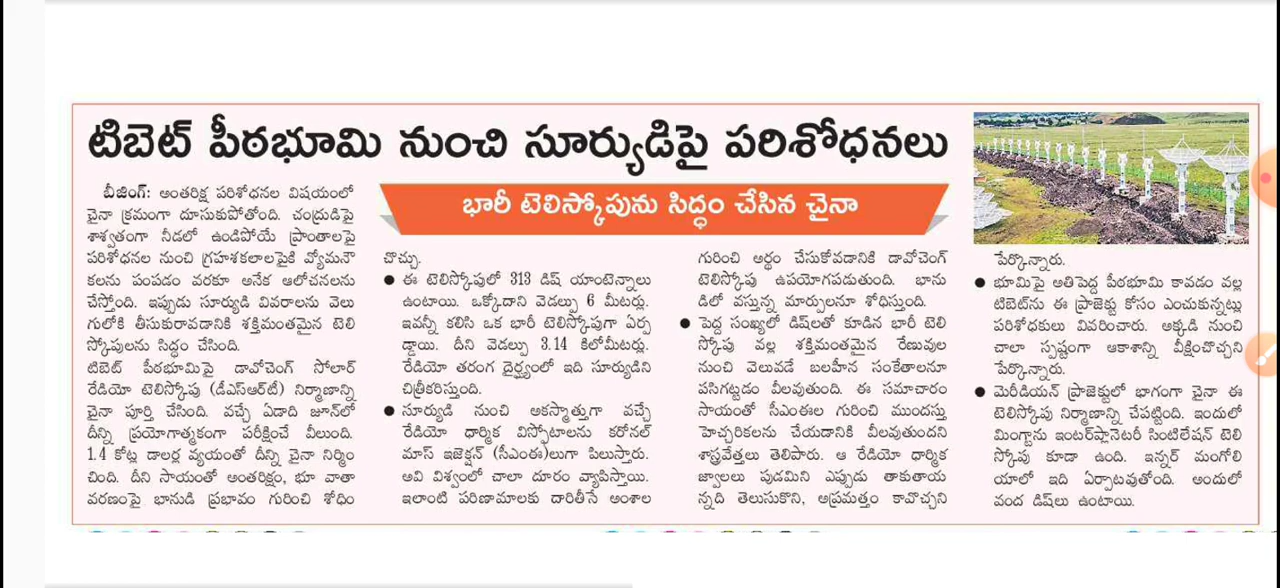 టిబెట్ పీఠభూమి నుంచి సూర్యుడిపై పరిశోధనలు
భారీ టెలిస్కోపును సిద్ధం చేసిన చైనా
బీజింగ్: అంతరిక్ష పరిశోధనల విషయంలో
చైనా క్రమంగా దూసుకుపోతోంది. చంద్రుడిపై
శాశ్వతంగా నీడలో ఉండిపోయే ప్రాంతాలపై
పరిశోధనల నుంచి గ్రహశకలాలపైకి వ్యోమనౌ
కలను పంపడం వరకూ అనేక ఆలోచనలను
చేస్తోంది. ఇప్పుడు సూర్యుడి వివరాలను వెలు
గులోకి తీసుకురావడానికి శక్తిమంతమైన టెలి
స్కోపులను సిద్ధం చేసింది.
టిబెట్ పీఠభూమిపై డావోచెంగ్ సోలార్
రేడియో టెలిస్కోపు (డీఎస్ఆర్‌టీ) నిర్మాణాన్ని
చైనా పూర్తి చేసింది. వచ్చే ఏడాది జూన్‌లో
దీన్ని ప్రయోగాత్మకంగా పరీక్షించే వీలుంది.
1.4 కోట్ల డాలర్ల వ్యయంతో దీన్ని చైనా నిర్మిం
చింది. దీని సాయంతో అంతరిక్షం, భూ వాతా
వరణంపై భానుడి ప్రభావం గురించి శోధిం
చొచ్చు.
● ఈ టెలిస్కోపులో 313 డిష్ యాంటెన్నాలు
ఉంటాయి. ఒక్కోదాని వెడల్పు 6 మీటర్లు.
ఇవన్నీ కలిసి ఒక భారీ టెలిస్కోపుగా ఏర్ప
డ్డాయి. దీని వెడల్పు 3.14 కిలోమీటర్లు.
రేడియో తరంగ దైర్ఘ్యంలో ఇది సూర్యుడిని
చిత్రీకరిస్తుంది.
● సూర్యుడి నుంచి అకస్మాత్తుగా వచ్చే
రేడియో ధార్మిక విస్ఫోటాలను కరోనల్
మాస్ ఇజెక్షన్ (సీఎంఈ)లుగా పిలుస్తారు.
అవి విశ్వంలో చాలా దూరం వ్యాపిస్తాయి.
ఇలాంటి పరిణామాలకు దారితీసే అంశాల
గురించి అర్థం చేసుకోవడానికి డావోచెంగ్
టెలిస్కోపు ఉపయోగపడుతుంది. భాను
డిలో వస్తున్న మార్పులనూ శోధిస్తుంది.
● పెద్ద సంఖ్యలో డిష్‌లతో కూడిన భారీ టెలి
స్కోపు వల్ల శక్తిమంతమైన రేణువుల
నుంచి వెలువడే బలహీన సంకేతాలనూ
పసిగట్టడం వీలవుతుంది. ఈ సమాచారం
సాయంతో సీఎంఈల గురించి ముందస్తు
హెచ్చరికలను చేయడానికి వీలవుతుందని
శాస్త్రవేత్తలు తెలిపారు. ఆ రేడియో ధార్మిక
జ్వాలలు పుడమిని ఎప్పుడు తాకుతాయ
న్నది తెలుసుకొని, అప్రమత్తం కావొచ్చని
పేర్కొన్నారు.
● భూమిపై అతిపెద్ద పీఠభూమి కావడం వల్ల
టిబెట్‌ను ఈ ప్రాజెక్టు కోసం ఎంచుకున్నట్లు
పరిశోధకులు వివరించారు. అక్కడి నుంచి
చాలా స్పష్టంగా ఆకాశాన్ని వీక్షించొచ్చని
పేర్కొన్నారు.
● మెరీడియన్ ప్రాజెక్టులో భాగంగా చైనా ఈ
టెలిస్కోపు నిర్మాణాన్ని చేపట్టింది. ఇందులో
మింగ్టాను ఇంటర్‌ప్లానెటరీ సింటిలేషన్ టెలి
స్కోపు కూడా ఉంది. ఇన్నర్ మంగోలి
యాలో ఇది ఏర్పాటవుతోంది. అందులో
వంద డిష్‌లు ఉంటాయి.